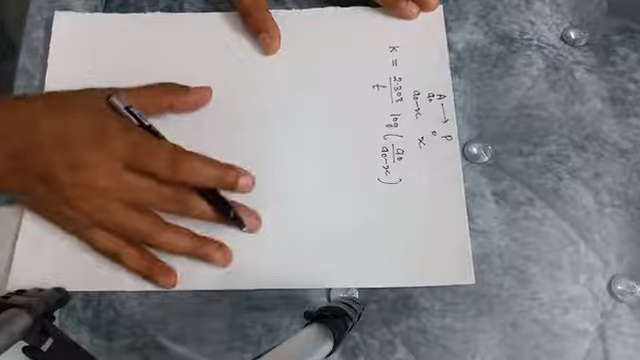 A → P
a₀ 0
a₀-x x
K = 2.303/t log (a₀/a₀-x)